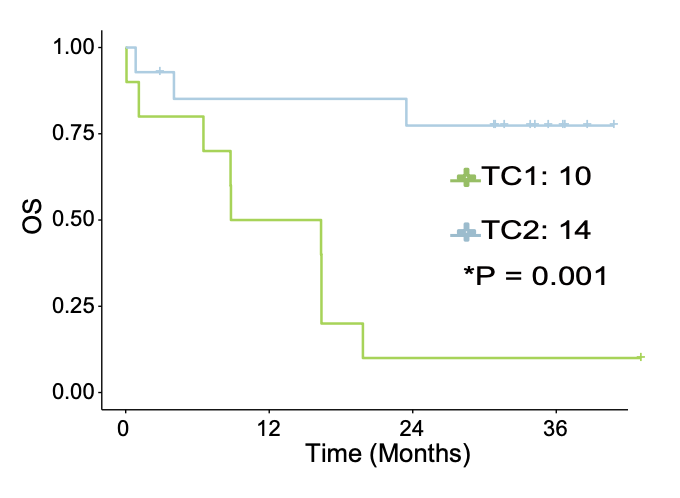 1.00
0.75
0.50
0.25
0.00
OS
TC1: 10
TC2: 14
*P = 0.001
0 12 24 36
Time (Months)